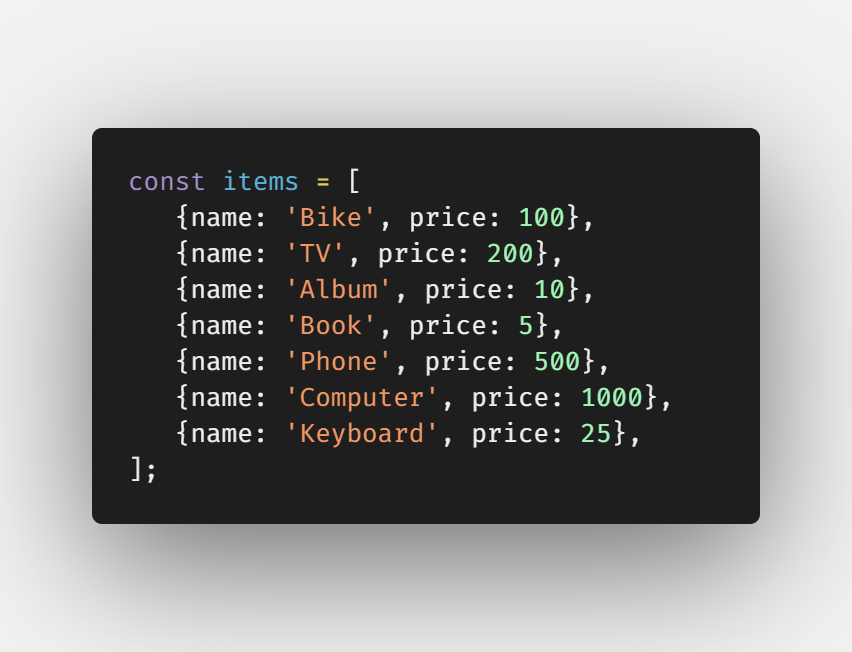 const items = [
   {name: 'Bike', price: 100},
   {name: 'TV', price: 200},
   {name: 'Album', price: 10},
   {name: 'Book', price: 5},
   {name: 'Phone', price: 500},
   {name: 'Computer', price: 1000},
   {name: 'Keyboard', price: 25},
];